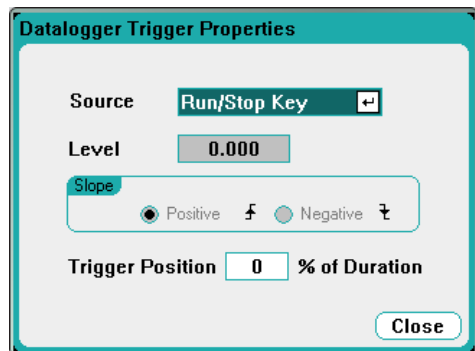 Datalogger Trigger Properties
Source Run/Stop Key
Level 0.000
Slope
Positive Negative
Trigger Position 0 % of Duration
Close